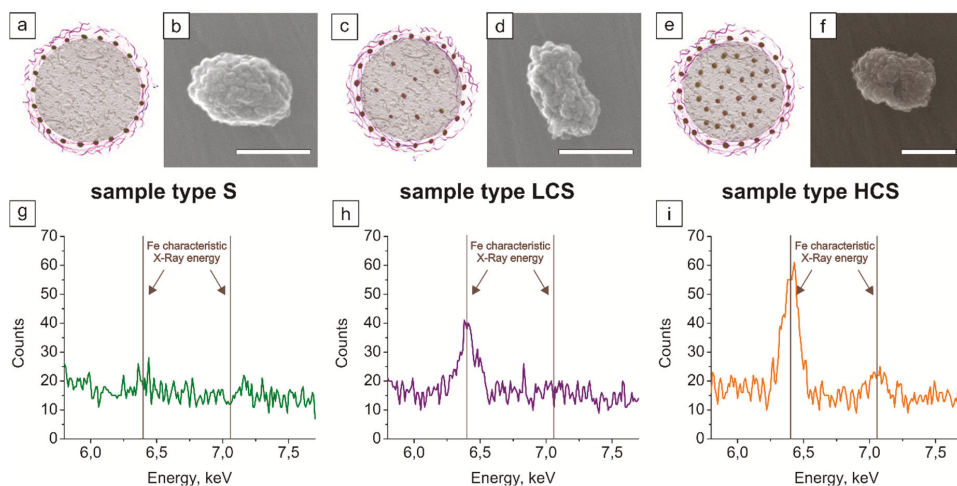 a
b
c
d
e
f
sample type S
sample type LCS
sample type HCS
g
h
i
Fe characteristic
X-Ray energy
70
60
50
40
30
20
10
0
Counts
6,0
6,5
7,0
7,5
Energy, keV
Fe characteristic
X-Ray energy
70
60
50
40
30
20
10
0
Counts
6,0
6,5
7,0
7,5
Energy, keV
Fe characteristic
X-Ray energy
70
60
50
40
30
20
10
0
Counts
6,0
6,5
7,0
7,5
Energy, keV